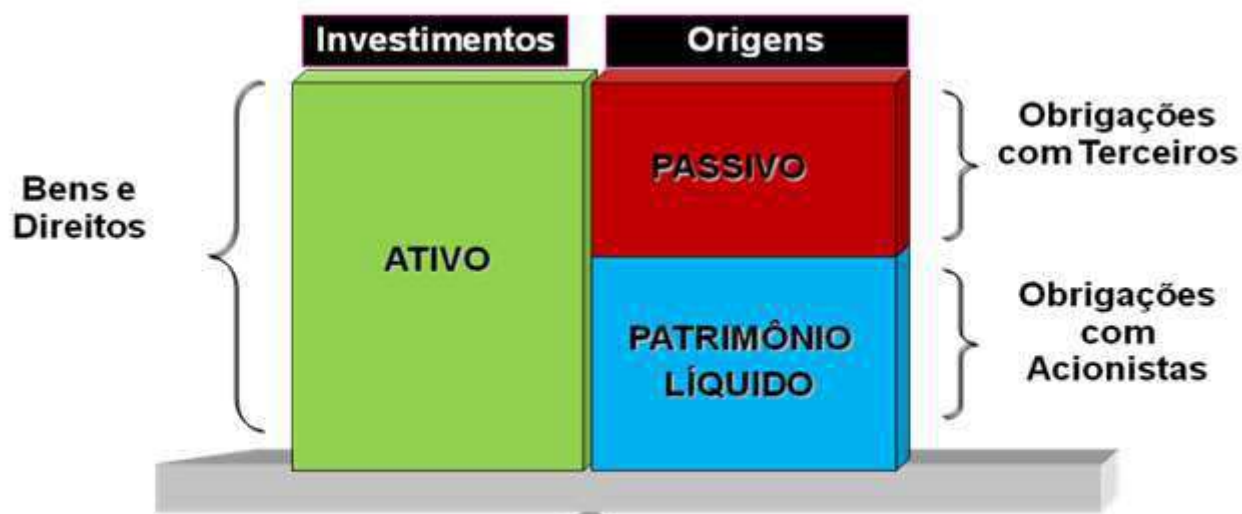 Investimentos
Origens
Bens e
Direitos
ATIVO
PASSIVO
PATRIMÔNIO
LÍQUIDO
Obrigações
com Terceiros
Obrigações
com
Acionistas